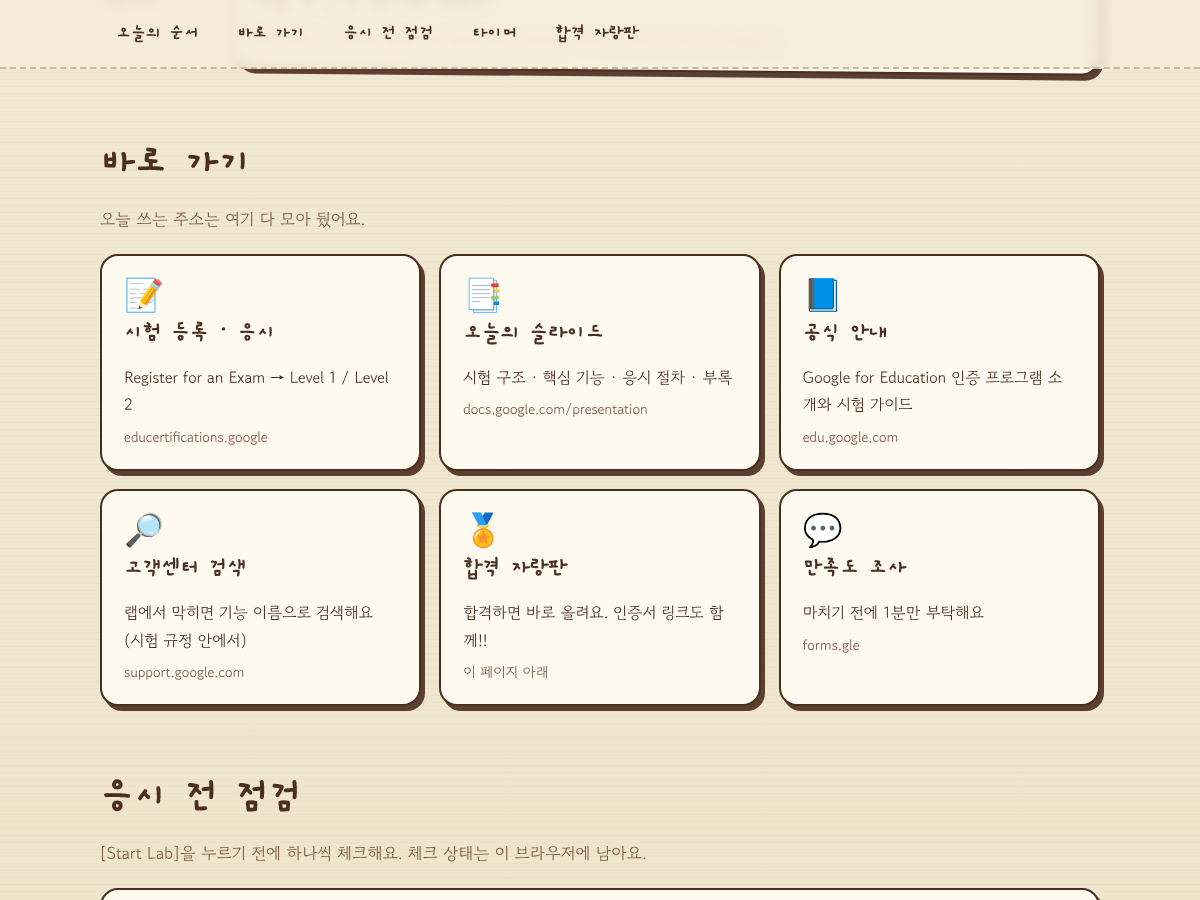 오늘의 순서 바로 가기 응시 전 점검 타이머 합격 자랑판
바로 가기
오늘 쓰는 주소는 여기 다 모아 뒀어요.
시험 등록 · 응시
Register for an Exam → Level 1 / Level
2
educertifications.google
오늘의 슬라이드
시험 구조 · 핵심 기능 · 응시 절차 · 부록
docs.google.com/presentation
공식 안내
Google for Education 인증 프로그램 소
개와 시험 가이드
edu.google.com
고객센터 검색
랩에서 막히면 기능 이름으로 검색해요
(시험 규정 안에서)
support.google.com
합격 자랑판
합격하면 바로 올려요. 인증서 링크도 함
께!!
이 페이지 아래
만족도 조사
마치기 전에 1분만 부탁해요
forms.gle
응시 전 점검
[Start Lab]을 누르기 전에 하나씩 체크해요. 체크 상태는 이 브라우저에 남아요.